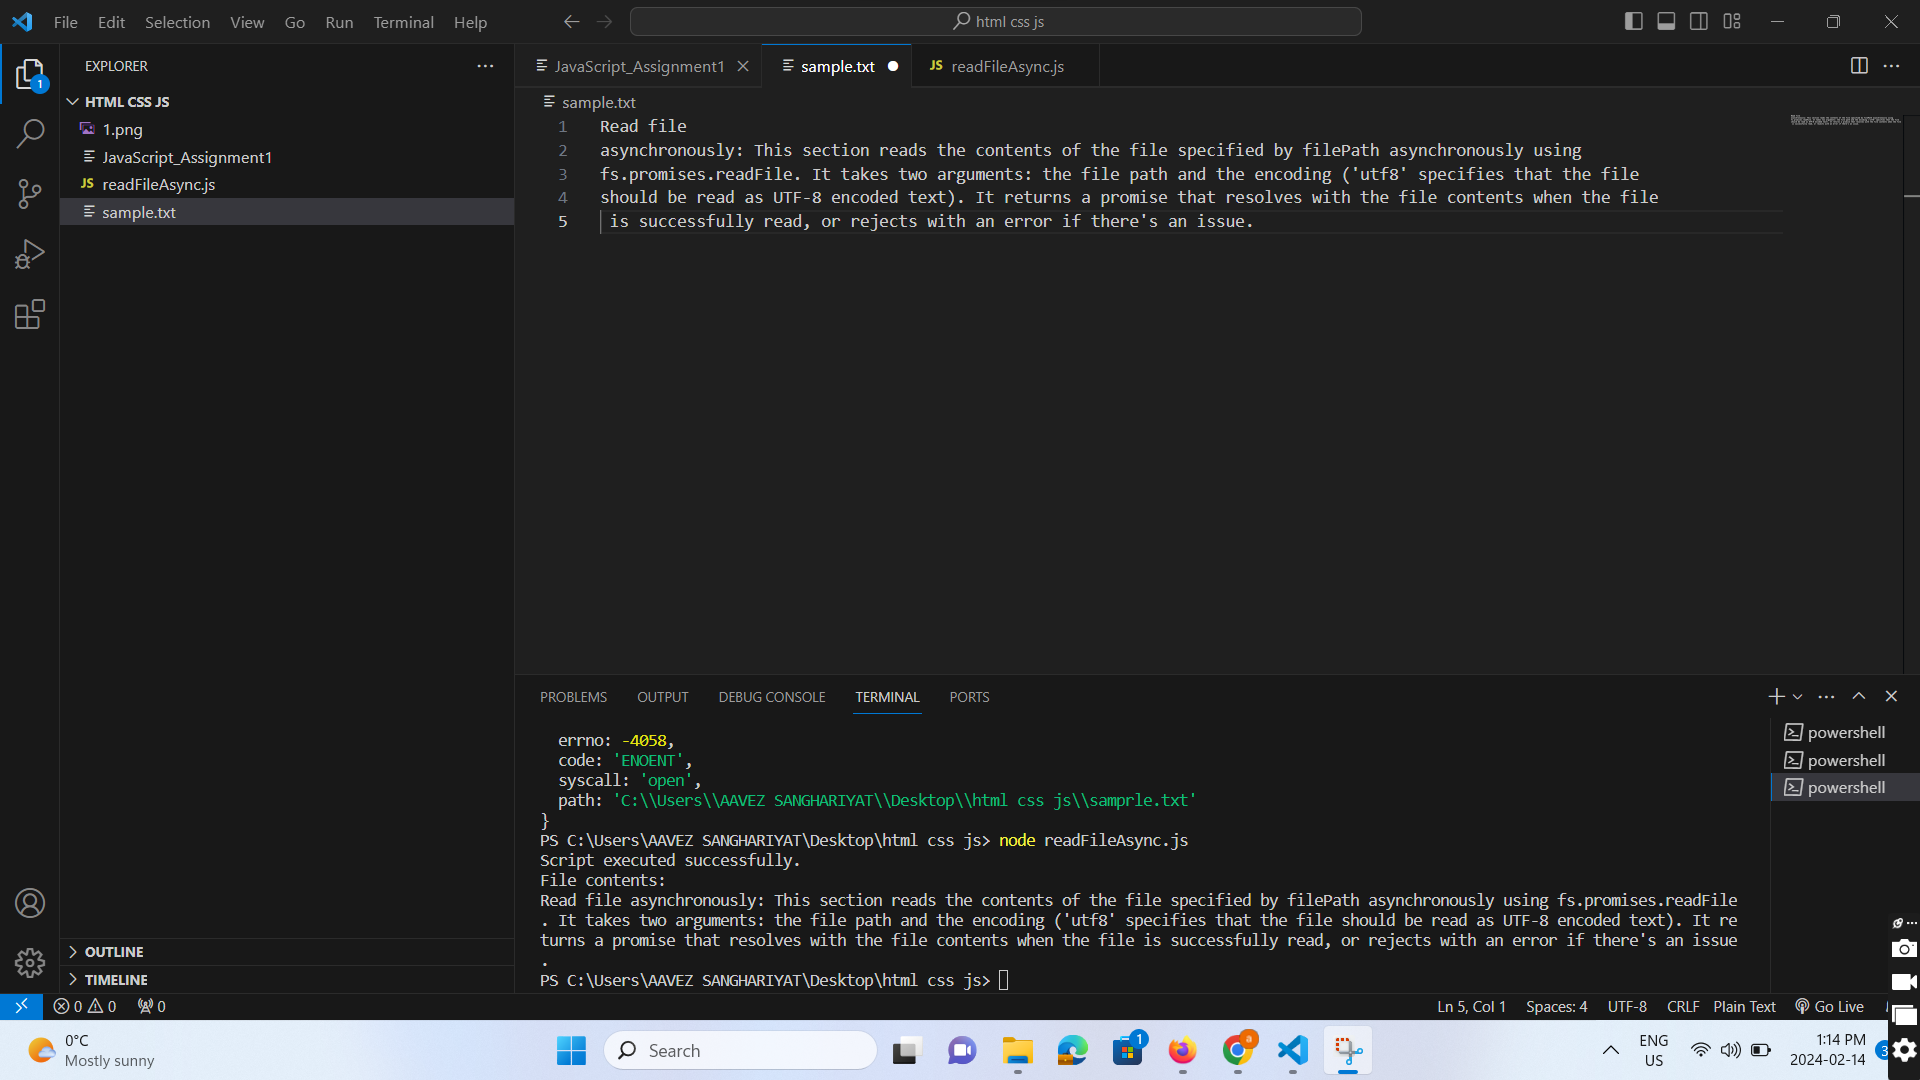 File Edit Selection View Go Run Terminal Help
html css js
EXPLORER
JavaScript_Assignment1
sample.txt
JS readFileAsync.js
1
HTML CSS JS
1.png
JavaScript_Assignment1
JS readFileAsync.js
sample.txt
sample.txt
1 Read file
2 asynchronously: This section reads the contents of the file specified by filePath asynchronously using
3 fs.promises.readFile. It takes two arguments: the file path and the encoding ('utf8' specifies that the file
4 should be read as UTF-8 encoded text). It returns a promise that resolves with the file contents when the file
5 is successfully read, or rejects with an error if there's an issue.
PROBLEMS OUTPUT DEBUG CONSOLE TERMINAL PORTS
powershell
powershell
powershell
errno: -4058,
code: 'ENOENT',
syscall: 'open',
path: 'C:\\Users\\AAVEZ SANGHARIYAT\\Desktop\\html css js\\samprle.txt'
}
PS C:\Users\AAVEZ SANGHARIYAT\Desktop\html css js> node readFileAsync.js
Script executed successfully.
File contents:
Read file asynchronously: This section reads the contents of the file specified by filePath asynchronously using fs.promises.readFile
. It takes two arguments: the file path and the encoding ('utf8' specifies that the file should be read as UTF-8 encoded text). It re
turns a promise that resolves with the file contents when the file is successfully read, or rejects with an error if there's an issue
.
PS C:\Users\AAVEZ SANGHARIYAT\Desktop\html css js>
OUTLINE
TIMELINE
0 0 0
Ln 5, Col 1 Spaces: 4 UTF-8 CRLF Plain Text Go Live
0°C
Mostly sunny
Search
1
a
ENG
US
1:14 PM
2024-02-14
3